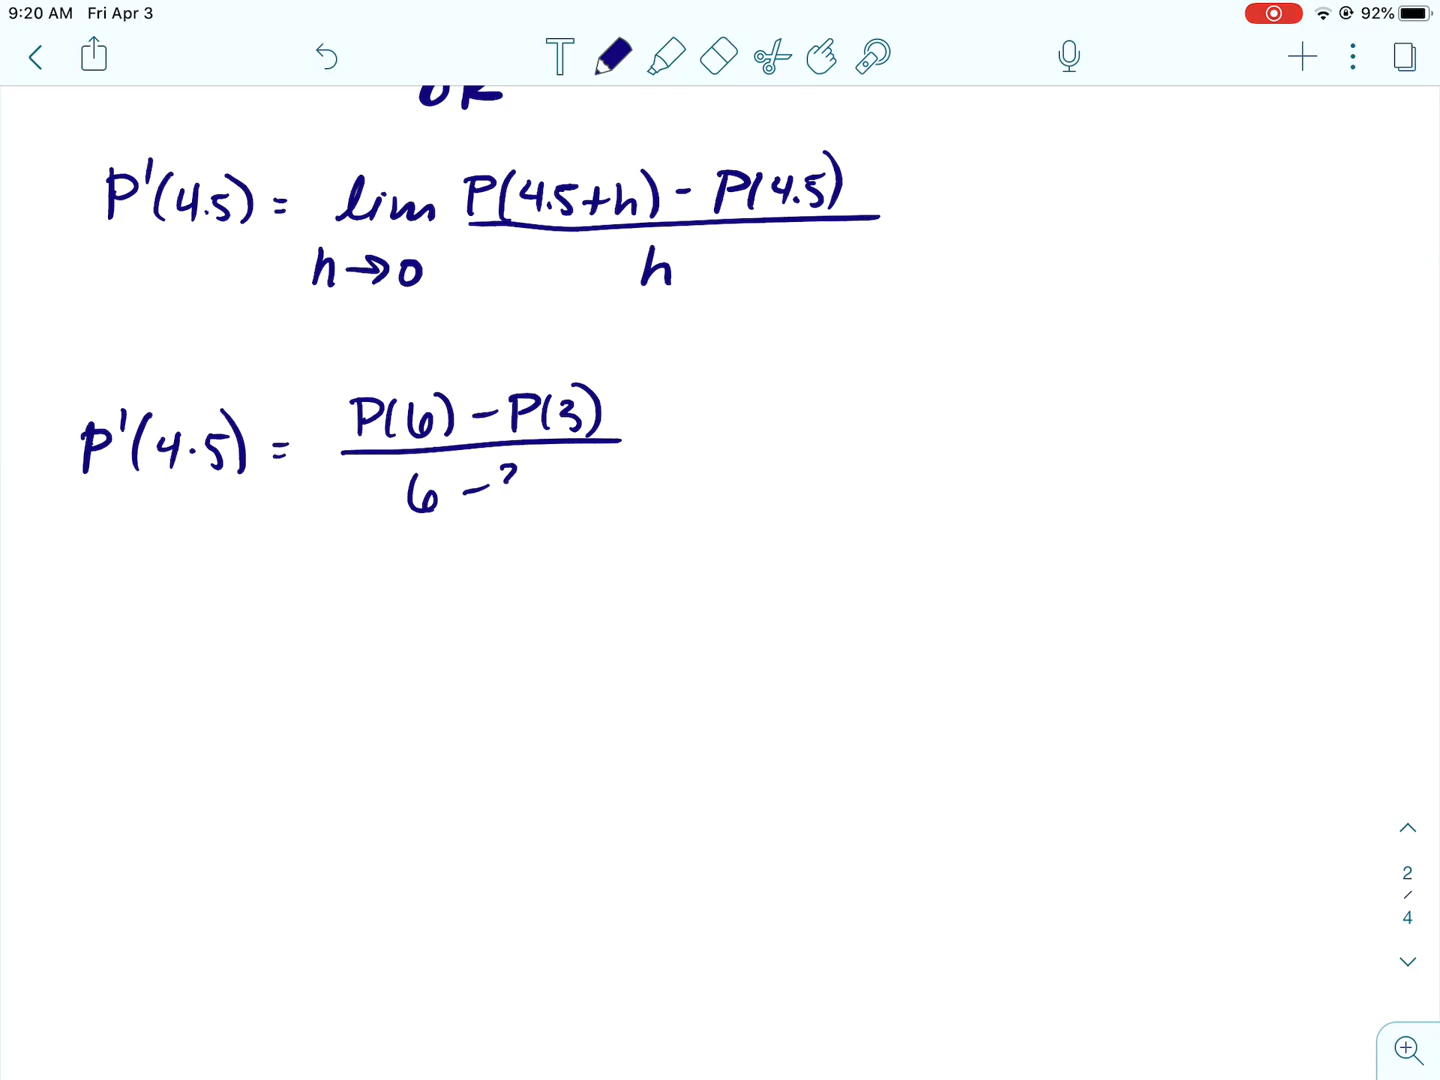 9:20 AM Fri Apr 3 92%
T
OR
P'(4.5) = lim P(4.5+h) - P(4.5)
h→0 h
P'(4.5) = P(6) - P(3)
6 -
2
/
4